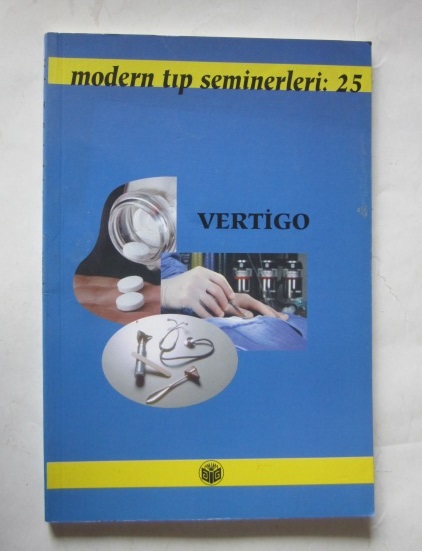 modern tıp seminerleri: 25
VERTİGO